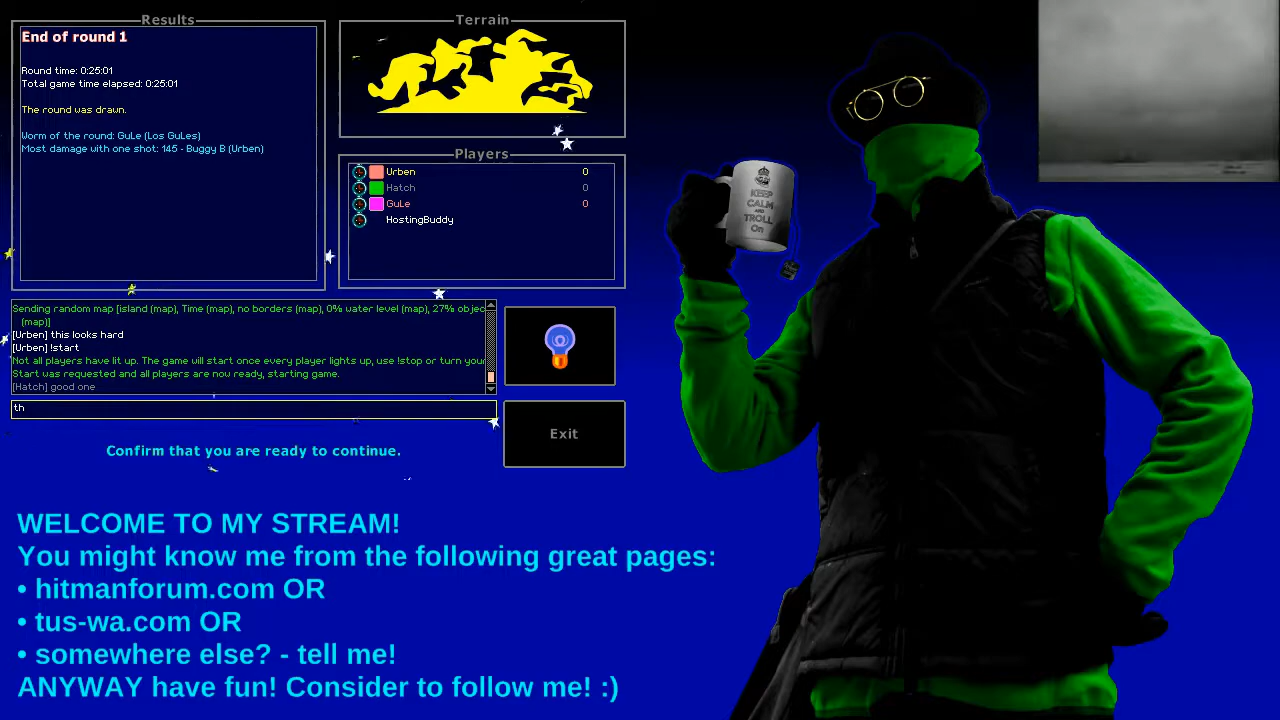 Results
End of round 1
Round time: 0:25:01
Total game time elapsed: 0:25:01
The round was drawn.
Worm of the round: GuLe (Los GuLes)
Most damage with one shot: 145 - Buggy B (Urben)
Terrain
Players
Urben 0
Hatch 0
GuLe 0
HostingBuddy
Sending random map [island (map), Time (map), no borders (map), 0% water level (map), 27% objec
(map)]
[Urben] this looks hard
[Urben] !start
Not all players have lit up. The game will start once every player lights up, use !stop or turn your
Start was requested and all players are now ready, starting game.
[Hatch] good one
th
Exit
Confirm that you are ready to continue.
KEEP
CALM
AND
TROLL
On
WELCOME TO MY STREAM!
You might know me from the following great pages:
• hitmanforum.com OR
• tus-wa.com OR
• somewhere else? - tell me!
ANYWAY have fun! Consider to follow me! :)